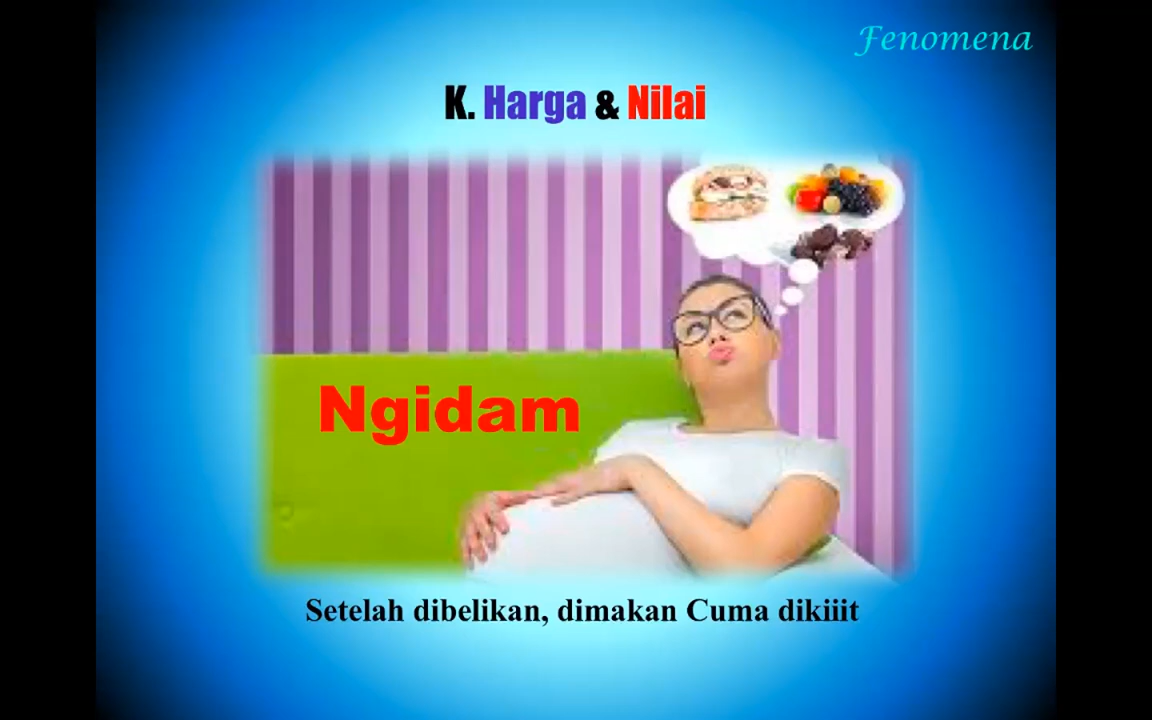 Fenomena
K. Harga & Nilai
Ngidam
Setelah dibelikan, dimakan Cuma dikiiit